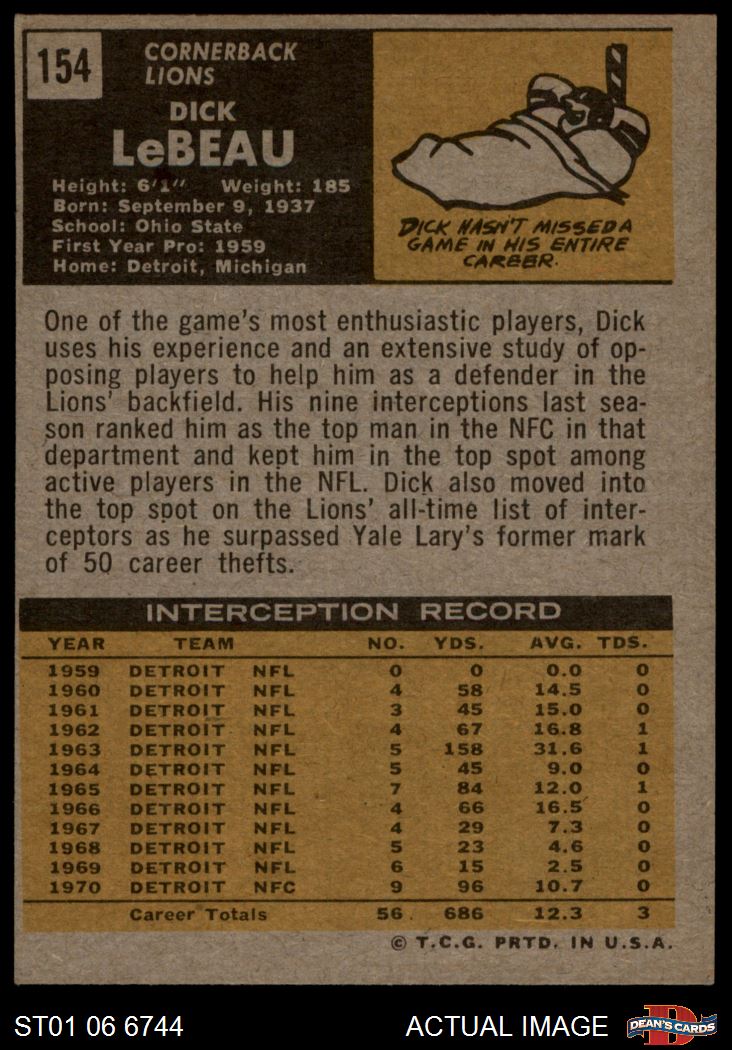 154
CORNERBACK
LIONS
DICK
LeBEAU
Height: 6'1" Weight: 185
Born: September 9, 1937
School: Ohio State
First Year Pro: 1959
Home: Detroit, Michigan
DICK HASN'T MISSED A
GAME IN HIS ENTIRE
CAREER.
One of the game's most enthusiastic players, Dick
uses his experience and an extensive study of op-
posing players to help him as a defender in the
Lions' backfield. His nine interceptions last sea-
son ranked him as the top man in the NFC in that
department and kept him in the top spot among
active players in the NFL. Dick also moved into
the top spot on the Lions' all-time list of inter-
ceptors as he surpassed Yale Lary's former mark
of 50 career thefts.
INTERCEPTION RECORD
YEAR TEAM NO. YDS. AVG. TDS.
1959 DETROIT NFL 0 0 0.0 0
1960 DETROIT NFL 4 58 14.5 0
1961 DETROIT NFL 3 45 15.0 0
1962 DETROIT NFL 4 67 16.8 1
1963 DETROIT NFL 5 158 31.6 1
1964 DETROIT NFL 5 45 9.0 0
1965 DETROIT NFL 7 84 12.0 1
1966 DETROIT NFL 4 66 16.5 0
1967 DETROIT NFL 4 29 7.3 0
1968 DETROIT NFL 5 23 4.6 0
1969 DETROIT NFL 6 15 2.5 0
1970 DETROIT NFC 9 96 10.7 0
Career Totals 56 686 12.3 3
© T.C.G. PRTD. IN U.S.A.
ST01 06 6744 ACTUAL IMAGE DEAN'S CARDS